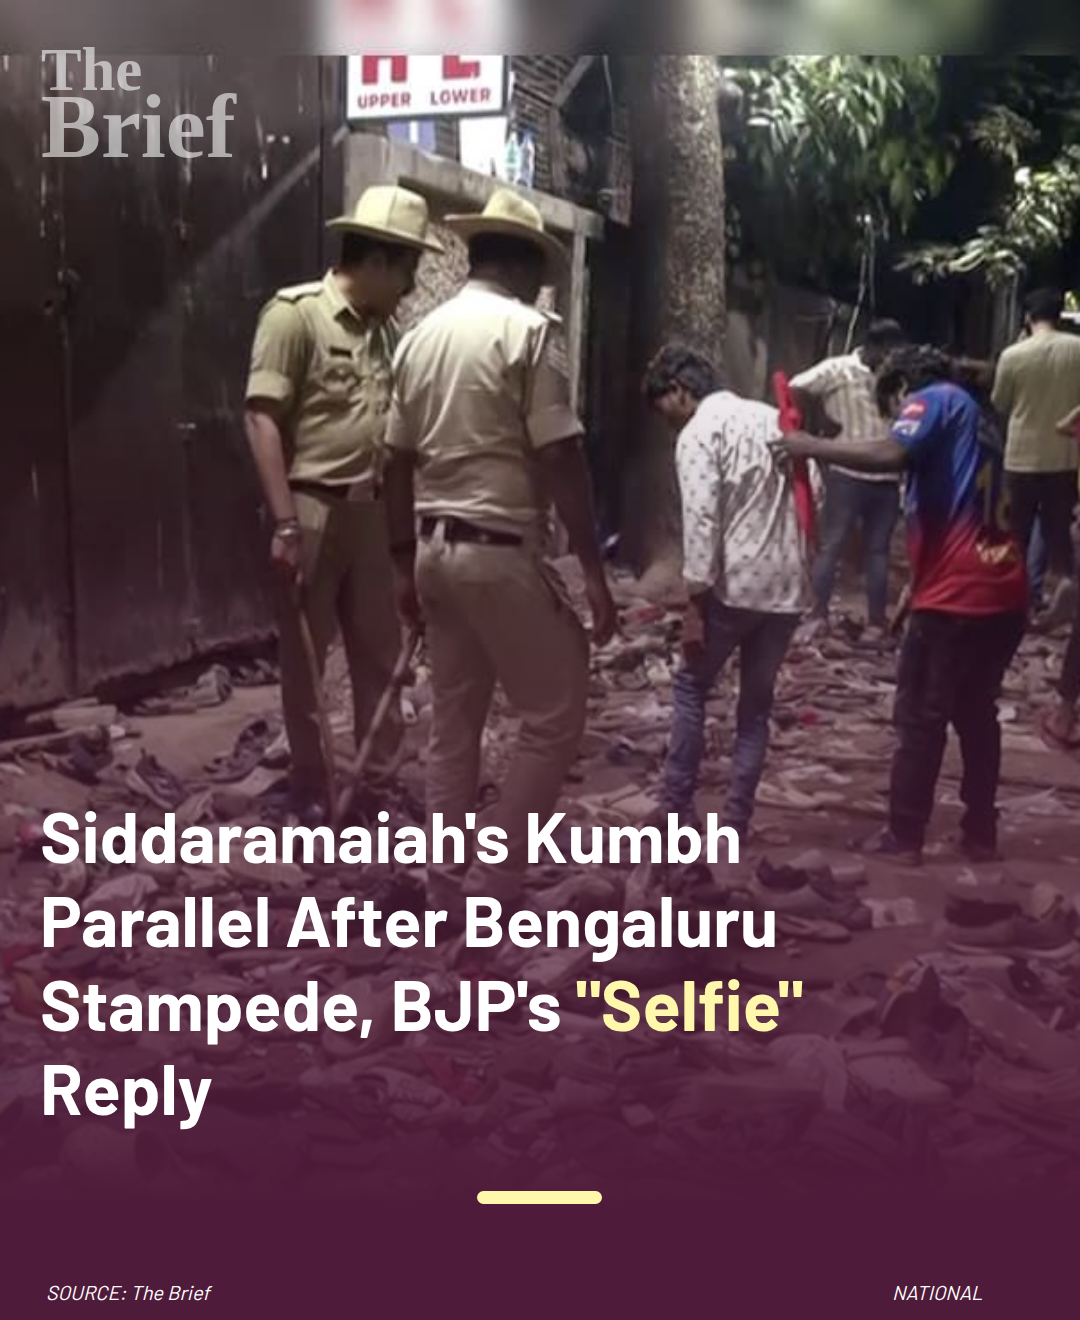 The
Brief
H E
UPPER LOWER
Siddaramaiah's Kumbh
Parallel After Bengaluru
Stampede, BJP's "Selfie"
Reply
SOURCE: The Brief
NATIONAL